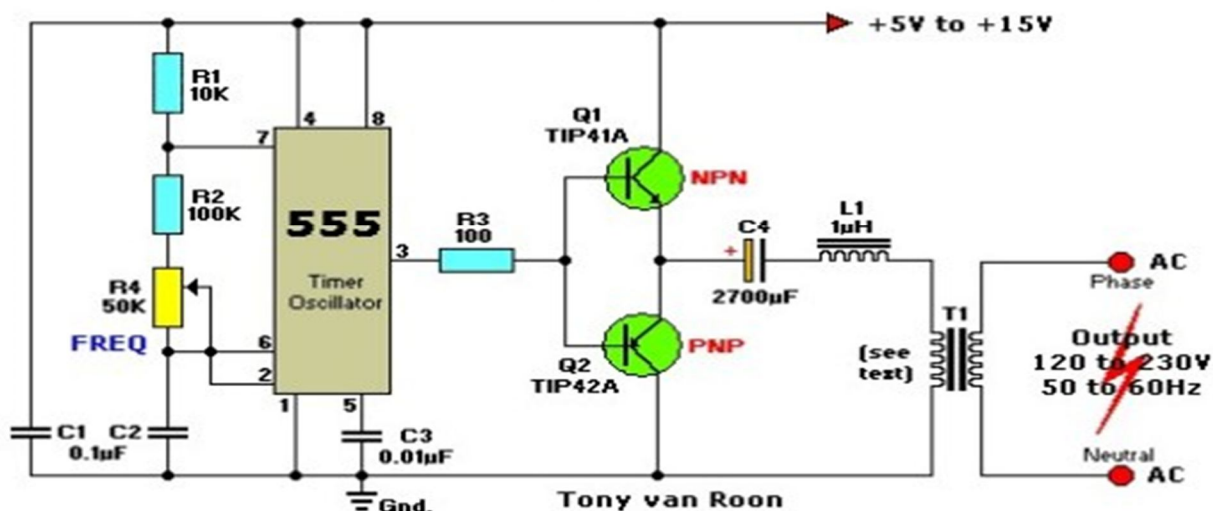 +5V to +15V
R1
10K
4
8
7
Q1
TIP41A
NPN
R2
100K
555
Timer
Oscillator
R3
100
3
C4
+
2700µF
L1
1µH
AC
Phase
R4
50K
FREQ
6
2
Q2
TIP42A
PNP
(see
text)
T1
Output
120 to 230V
50 to 60Hz
1
5
C1
C2
0.1µF
C3
0.01µF
Neutral
AC
Gnd.
Tony van Roon